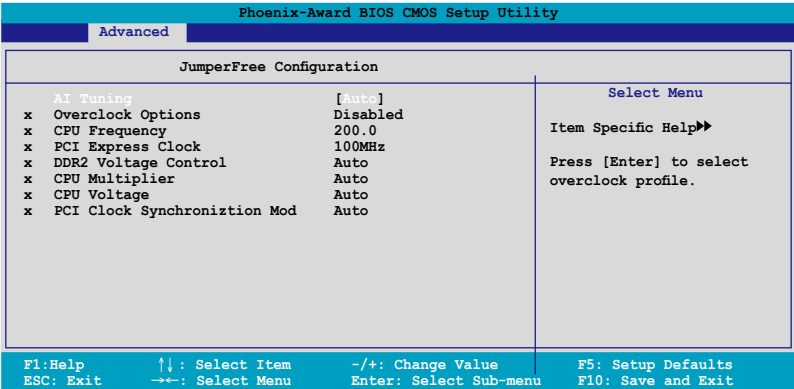 Phoenix-Award BIOS CMOS Setup Utility
Advanced
JumperFree Configuration
Select Menu
AI Tuning [Auto]
x Overclock Options Disabled
x CPU Frequency 200.0
x PCI Express Clock 100MHz
x DDR2 Voltage Control Auto
x CPU Multiplier Auto
x CPU Voltage Auto
x PCI Clock Synchroniztion Mod Auto
Item Specific Help▶▶
Press [Enter] to select
overclock profile.
F1:Help ↑↓: Select Item -/+: Change Value F5: Setup Defaults
ESC: Exit →←: Select Menu Enter: Select Sub-menu F10: Save and Exit